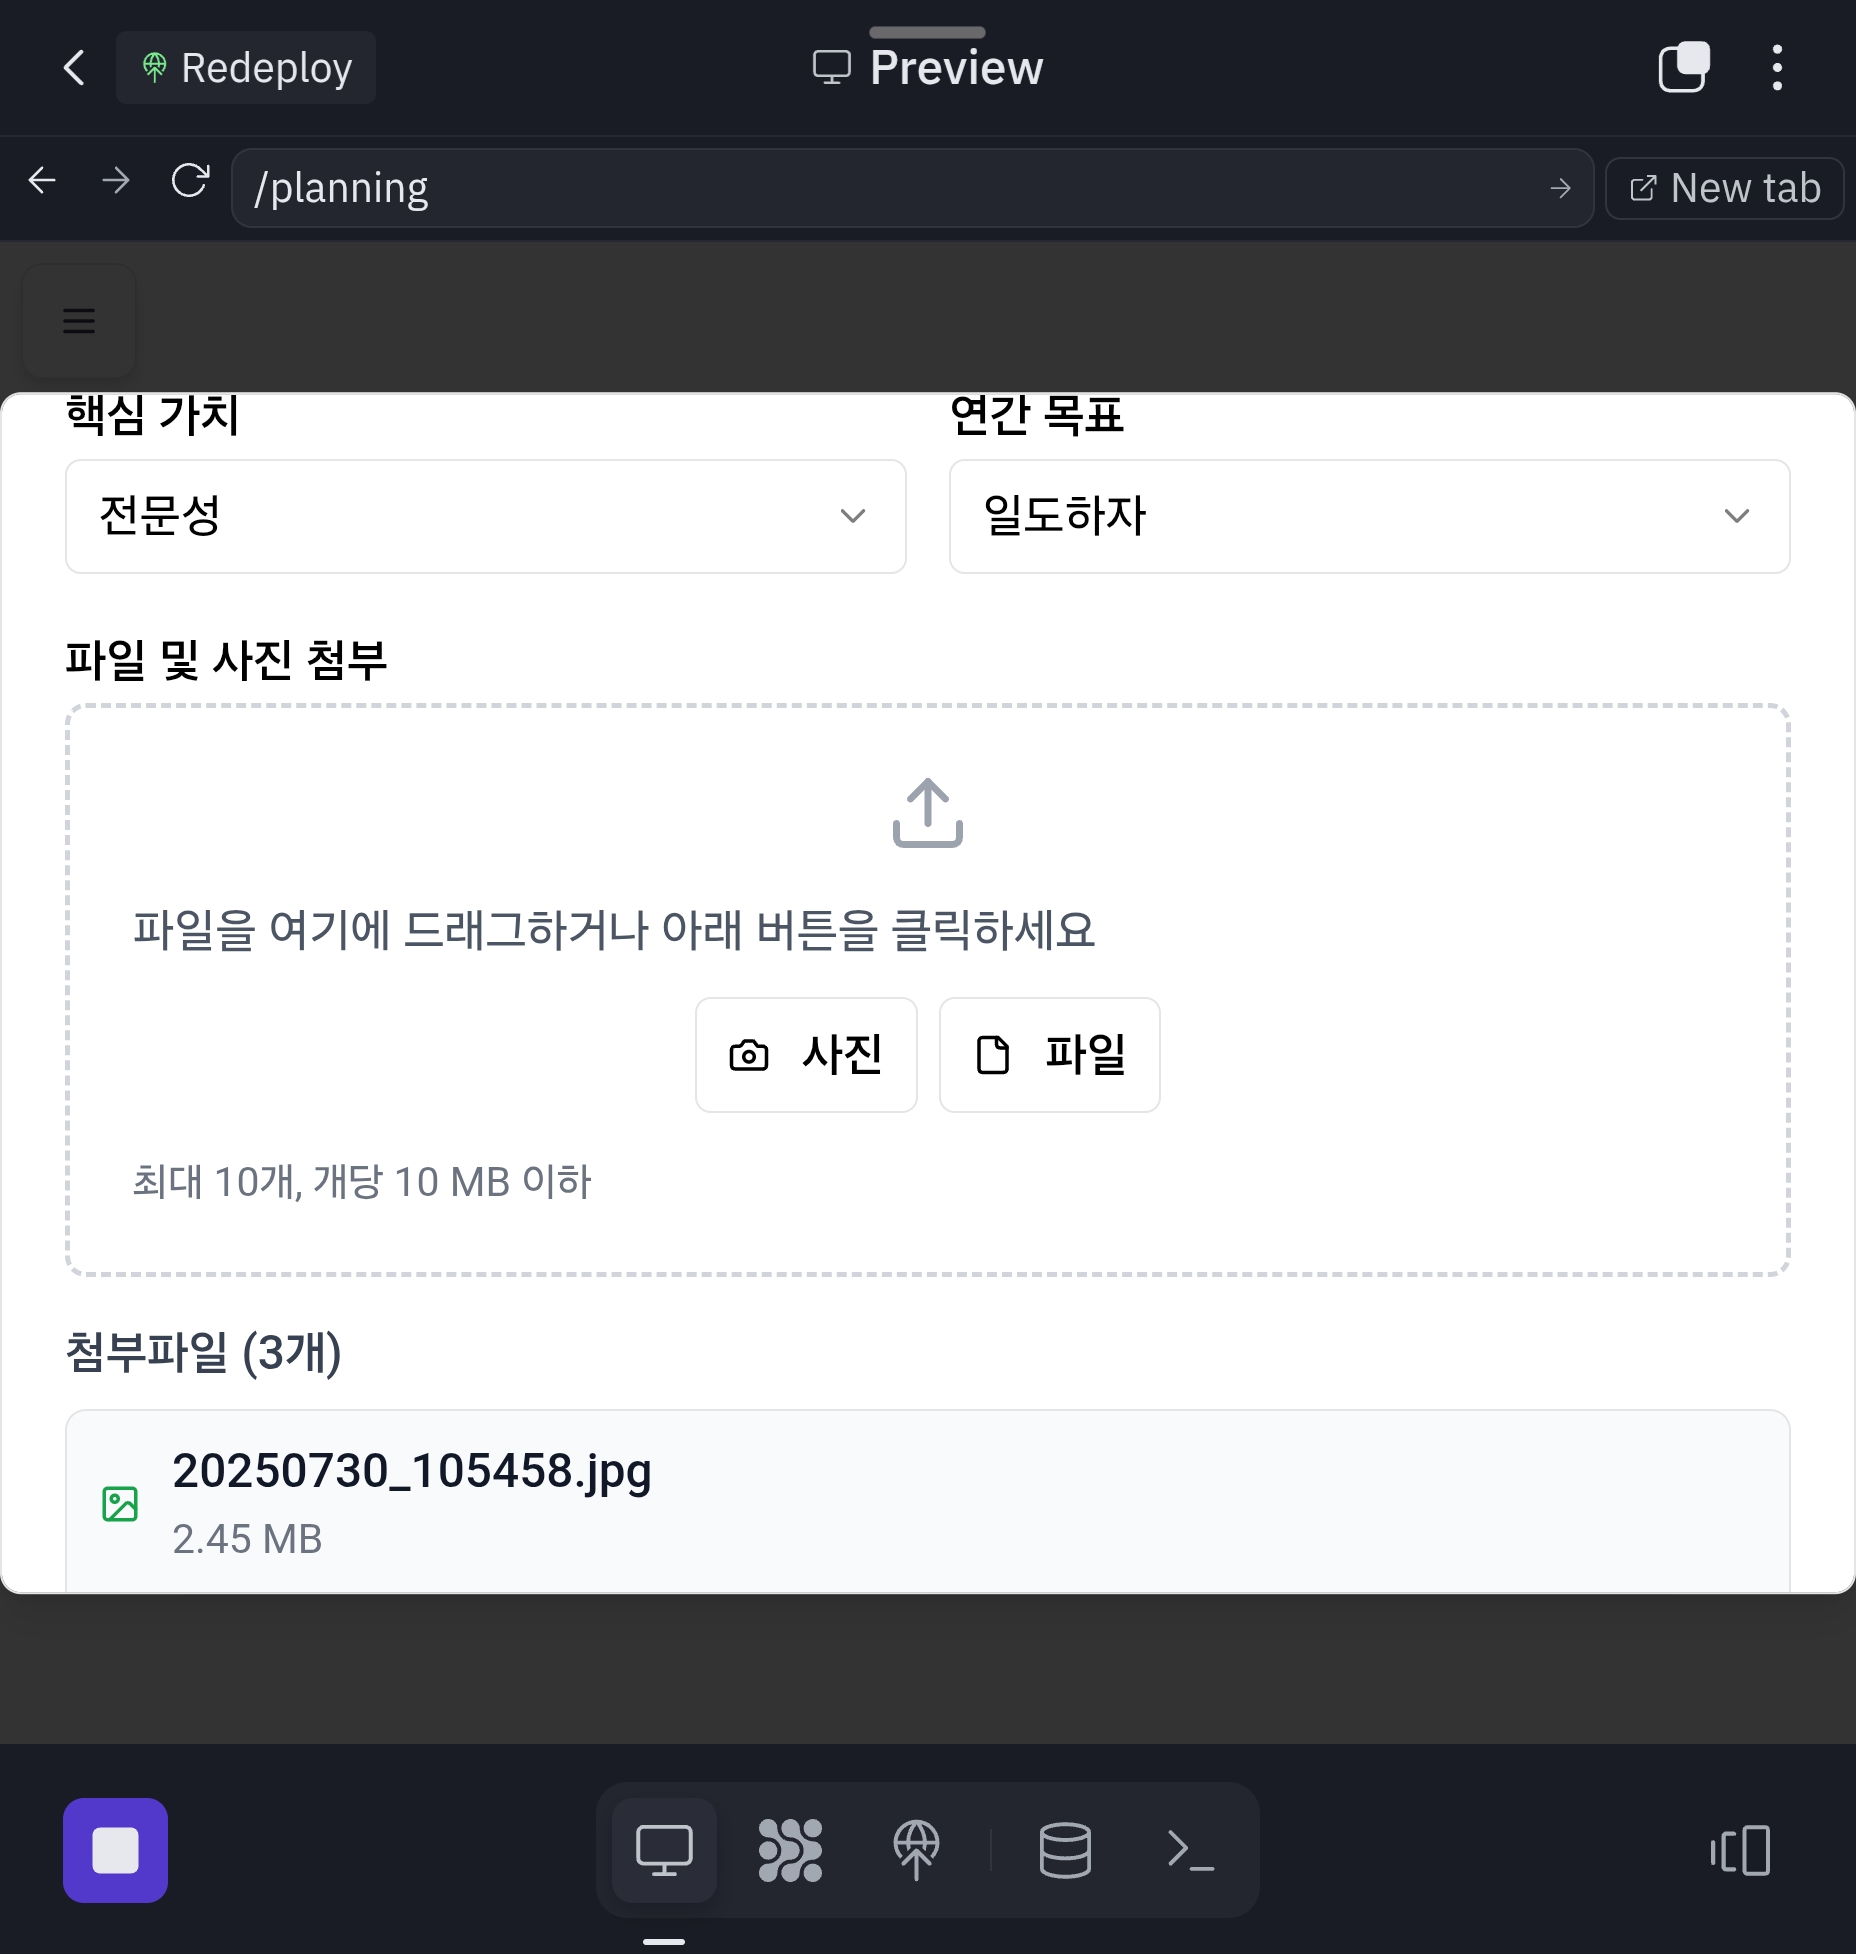 Redeploy
Preview
/planning
New tab
핵심 가치
연간 목표
전문성
일도하자
파일 및 사진 첨부
파일을 여기에 드래그하거나 아래 버튼을 클릭하세요
사진
파일
최대 10개, 개당 10 MB 이하
첨부파일 (3개)
20250730_105458.jpg
2.45 MB